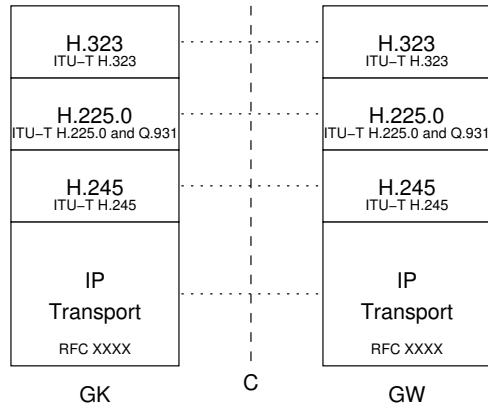 H.323
ITU−T H.323
H.225.0
ITU−T H.225.0 and Q.931
H.245
ITU−T H.245
IP
Transport
RFC XXXX
GK
C
H.323
ITU−T H.323
H.225.0
ITU−T H.225.0 and Q.931
H.245
ITU−T H.245
IP
Transport
RFC XXXX
GW